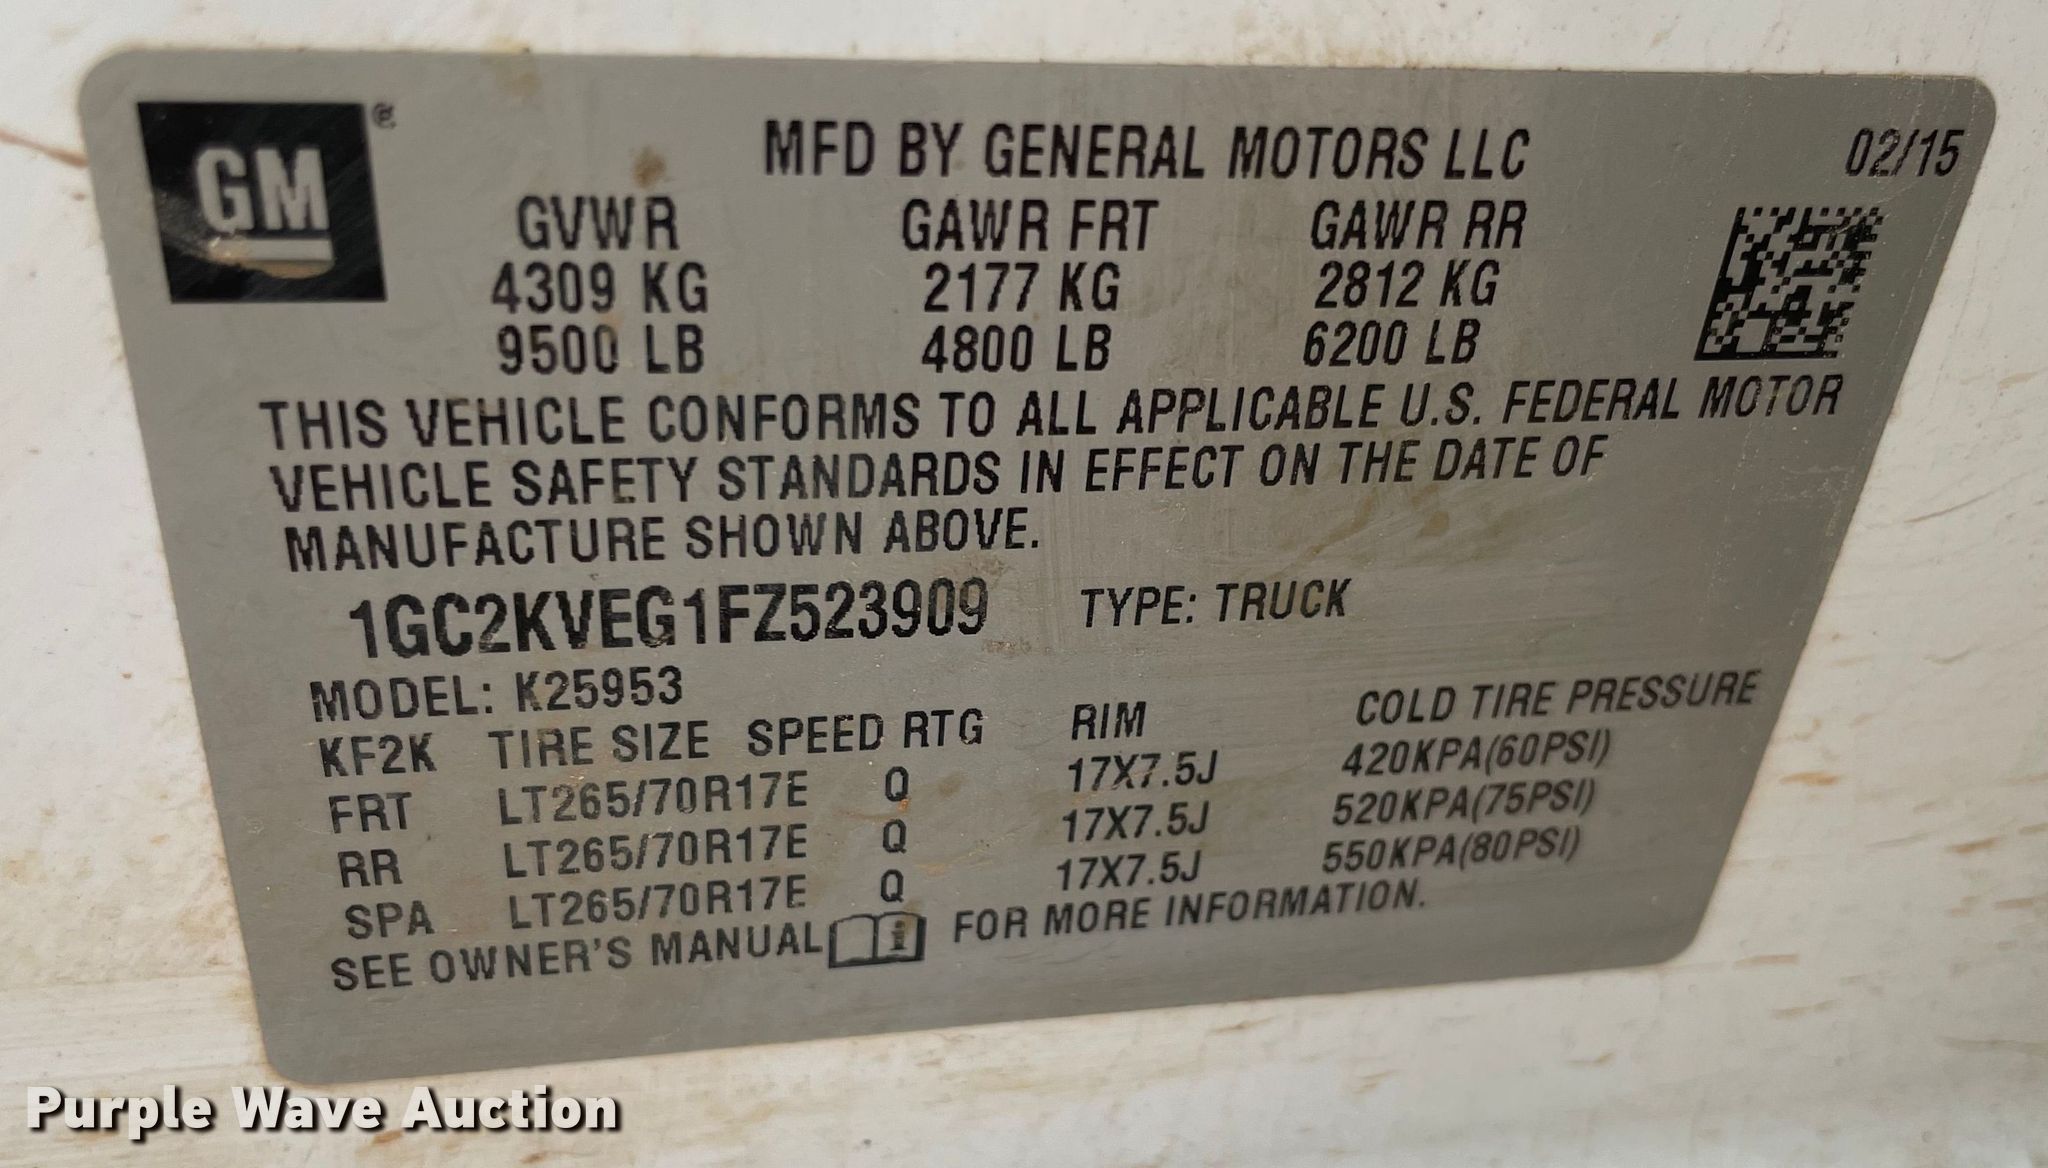 GM®
MFD BY GENERAL MOTORS LLC 02/15
GVWR GAWR FRT GAWR RR
4309 KG 2177 KG 2812 KG
9500 LB 4800 LB 6200 LB
THIS VEHICLE CONFORMS TO ALL APPLICABLE U.S. FEDERAL MOTOR
VEHICLE SAFETY STANDARDS IN EFFECT ON THE DATE OF
MANUFACTURE SHOWN ABOVE.
1GC2KVEG1FZ523909 TYPE: TRUCK
MODEL: K25953
KF2K TIRE SIZE SPEED RTG RIM COLD TIRE PRESSURE
FRT LT265/70R17E Q 17X7.5J 420KPA(60PSI)
RR LT265/70R17E Q 17X7.5J 520KPA(75PSI)
SPA LT265/70R17E Q 17X7.5J 550KPA(80PSI)
SEE OWNER'S MANUAL i FOR MORE INFORMATION.
Purple Wave Auction